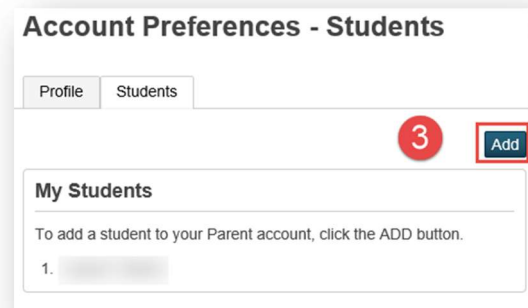 Account Preferences - Students
Profile Students
3 Add
My Students
To add a student to your Parent account, click the ADD button.
1.